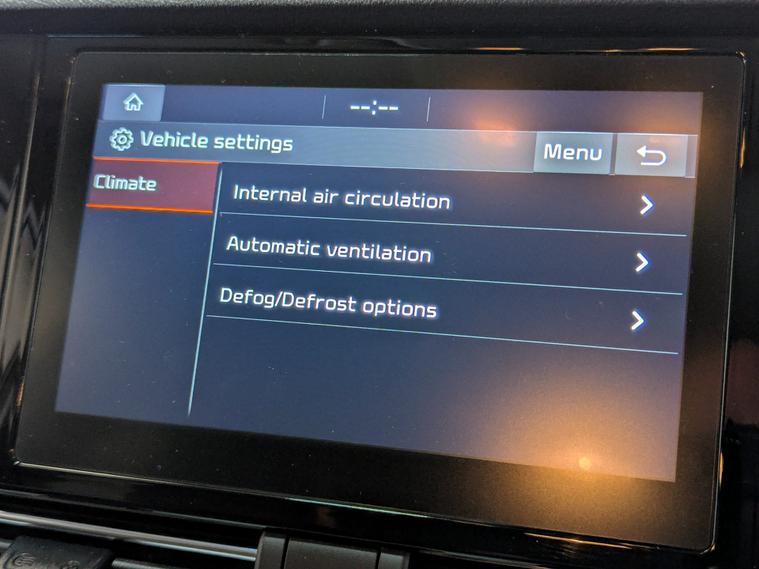 --:--
Vehicle settings
Menu
Climate
Internal air circulation
Automatic ventilation
Defog/Defrost options